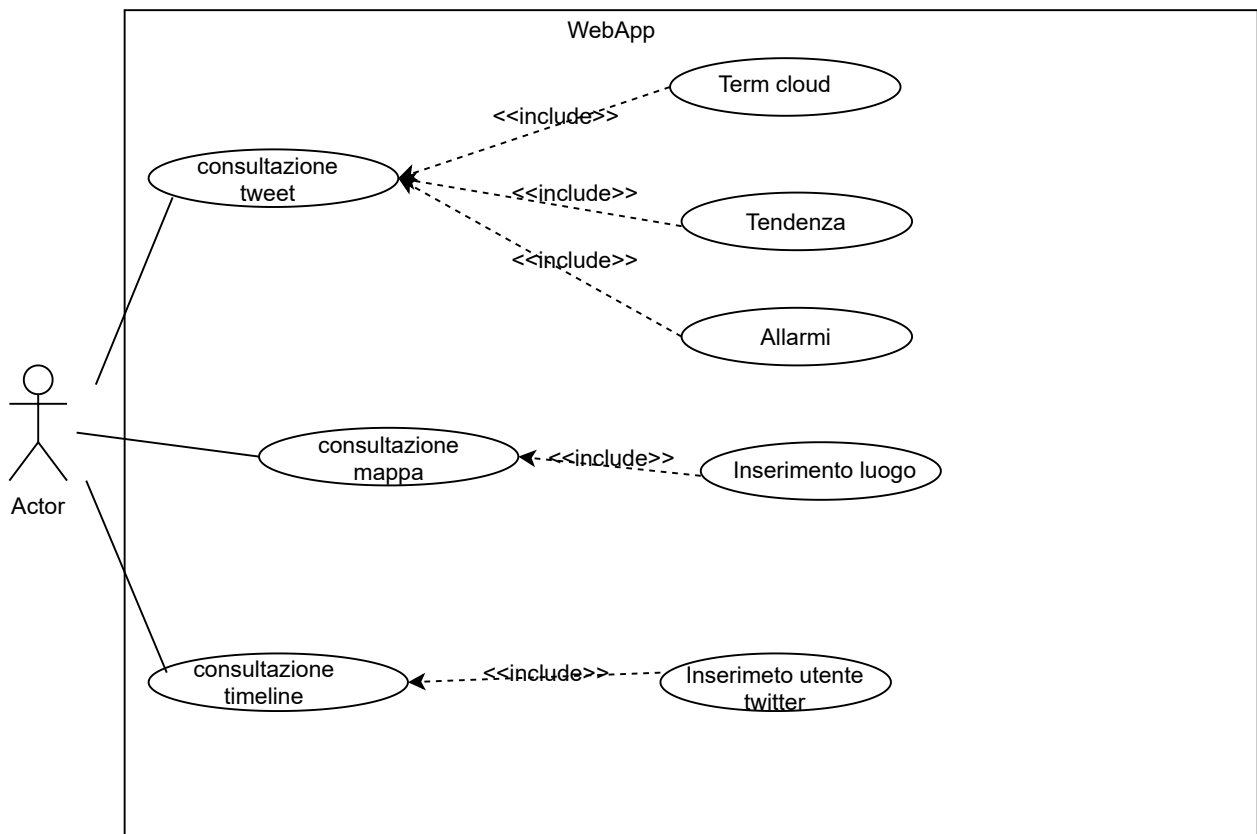 WebApp
Term cloud
<<include>>
consultazione
tweet
<<include>>
Tendenza
<<include>>
Allarmi
consultazione
mappa
<<include>>
Inserimento luogo
Actor
consultazione
timeline
<<include>>
Inserimeto utente
twitter